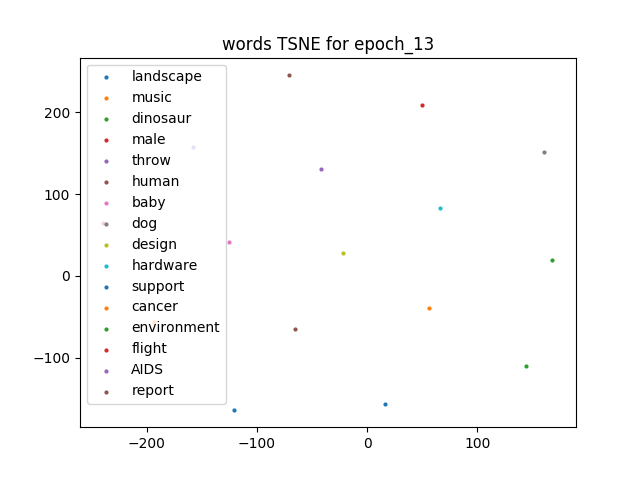 words TSNE for epoch_13
landscape
music
dinosaur
male
throw
human
baby
dog
design
hardware
support
cancer
environment
flight
AIDS
report
200
100
0
−100
−200
−100
0
100